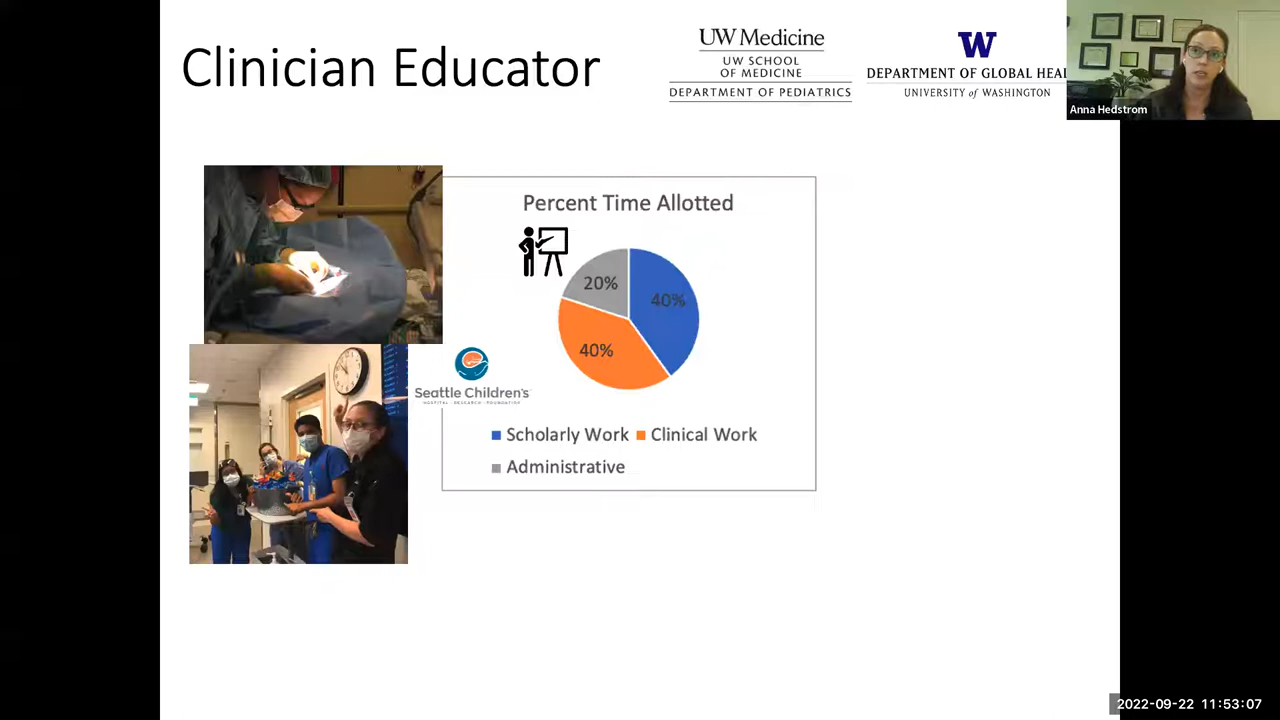 Clinician Educator
UW Medicine
UW SCHOOL
OF MEDICINE
DEPARTMENT OF PEDIATRICS
W
DEPARTMENT OF GLOBAL HEAL
UNIVERSITY of WASHINGTON
Anna Hedstrom
Percent Time Allotted
20%
40%
40%
Seattle Children's
HOSPITAL · RESEARCH · FOUNDATION
Scholarly Work
Clinical Work
Administrative
2022-09-22 11:53:07